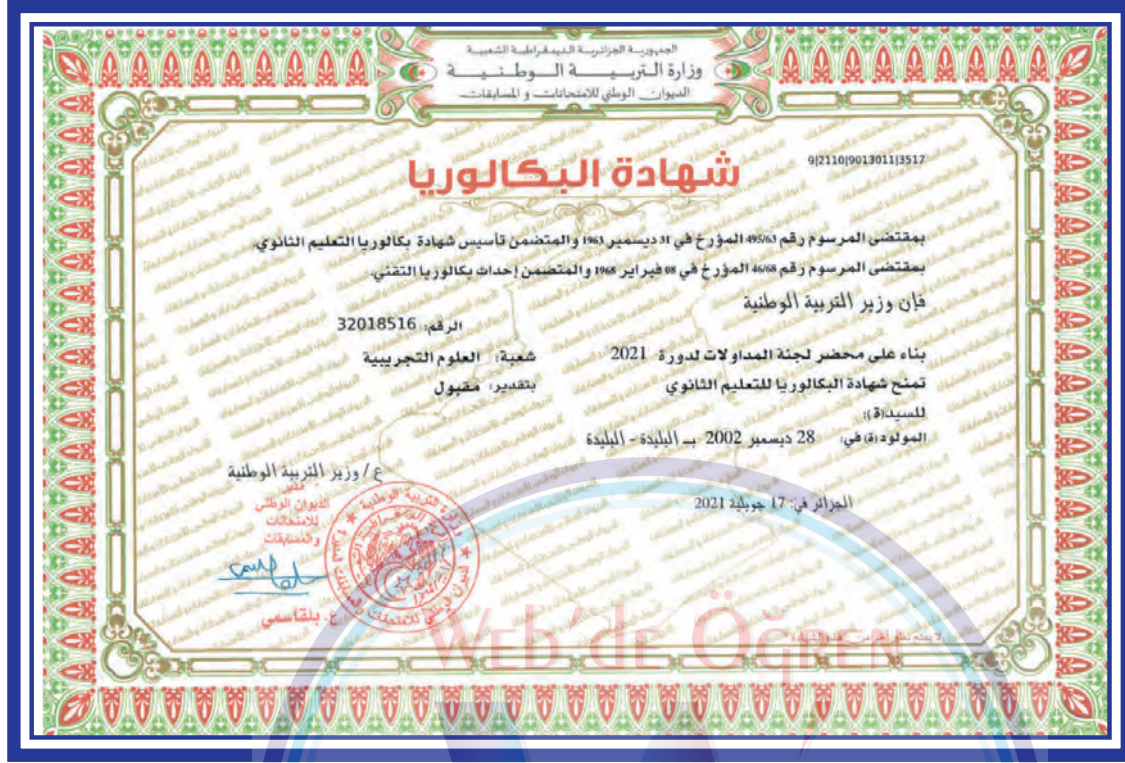 الجمهورية الجزائرية الديمقراطية الشعبية
وزارة التربية الوطنية
الديوان الوطني للامتحانات و المسابقات
9|2110|9013011|3517
شهادة البكالوريا
بمقتضى المرسوم رقم 495/63 المؤرخ في 31 ديسمبر 1963 والمتضمن تأسيس شهادة بكالوريا التعليم الثانوي.
بمقتضى المرسوم رقم 46/68 المؤرخ في 08 فبراير 1968 والمتضمن إحداث بكالوريا التقني.
فإن وزير التربية الوطنية
الرقم: 32018516
بناء على محضر لجنة المداولات لدورة 2021 شعبة: العلوم التجريبية
تمنح شهادة البكالوريا للتعليم الثانوي بتقدير: مقبول
للسيد(ة):
المولود(ة) في: 28 ديسمبر 2002 بـ البليدة - البليدة
ع / وزير التربية الوطنية
مدير
الديوان الوطني
للامتحانات
والمسابقات
الجزائر في: 17 جويلية 2021
ع. بلقاسمي
WEB'DE ÖĞREN